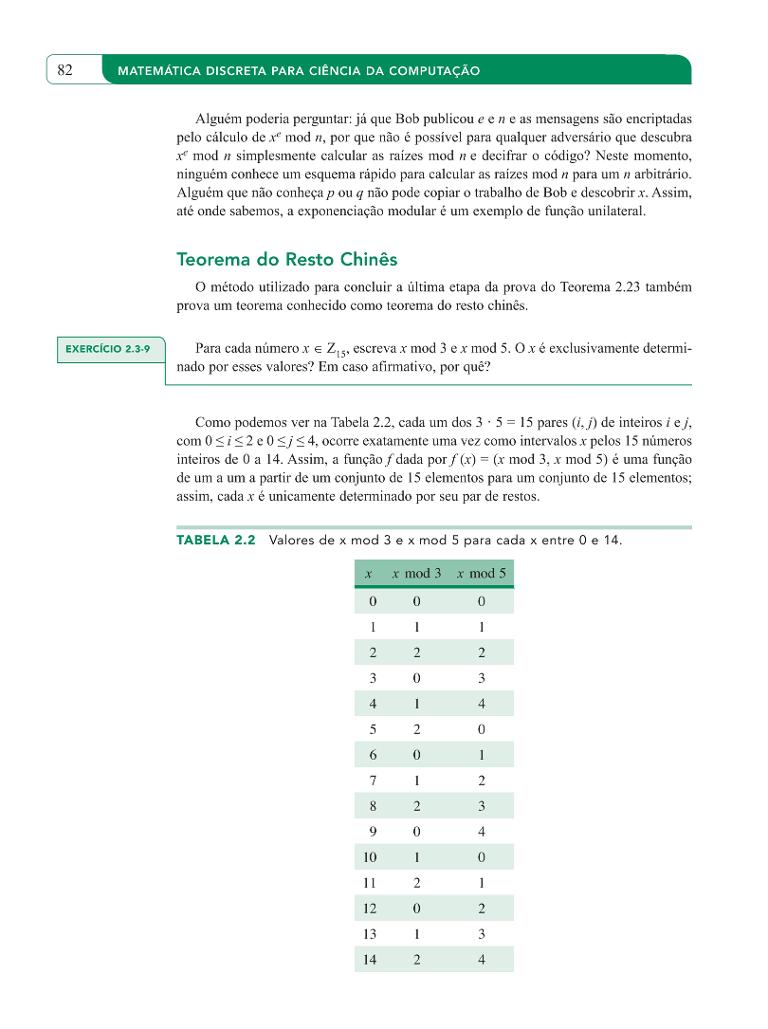 82 MATEMÁTICA DISCRETA PARA CIÊNCIA DA COMPUTAÇÃO
Alguém poderia perguntar: já que Bob publicou e e n e as mensagens são encriptadas
pelo cálculo de xᵉ mod n, por que não é possível para qualquer adversário que descubra
xᵉ mod n simplesmente calcular as raízes mod n e decifrar o código? Neste momento,
ninguém conhece um esquema rápido para calcular as raízes mod n para um n arbitrário.
Alguém que não conheça p ou q não pode copiar o trabalho de Bob e descobrir x. Assim,
até onde sabemos, a exponenciação modular é um exemplo de função unilateral.
Teorema do Resto Chinês
O método utilizado para concluir a última etapa da prova do Teorema 2.23 também
prova um teorema conhecido como teorema do resto chinês.
EXERCÍCIO 2.3-9 Para cada número x ∈ Z₁₅, escreva x mod 3 e x mod 5. O x é exclusivamente determi-
nado por esses valores? Em caso afirmativo, por quê?
Como podemos ver na Tabela 2.2, cada um dos 3 · 5 = 15 pares (i, j) de inteiros i e j,
com 0 ≤ i ≤ 2 e 0 ≤ j ≤ 4, ocorre exatamente uma vez como intervalos x pelos 15 números
inteiros de 0 a 14. Assim, a função f dada por f (x) = (x mod 3, x mod 5) é uma função
de um a um a partir de um conjunto de 15 elementos para um conjunto de 15 elementos;
assim, cada x é unicamente determinado por seu par de restos.
TABELA 2.2 Valores de x mod 3 e x mod 5 para cada x entre 0 e 14.
x x mod 3 x mod 5
0 0 0
1 1 1
2 2 2
3 0 3
4 1 4
5 2 0
6 0 1
7 1 2
8 2 3
9 0 4
10 1 0
11 2 1
12 0 2
13 1 3
14 2 4